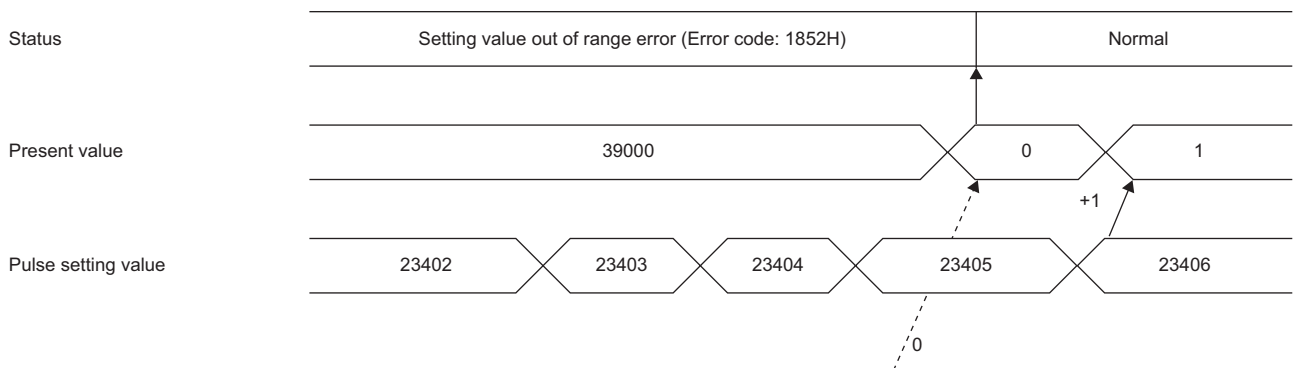 Status
Setting value out of range error (Error code: 1852H)
Normal
Present value
39000
0
1
+1
Pulse setting value
23402
23403
23404
23405
23406
0